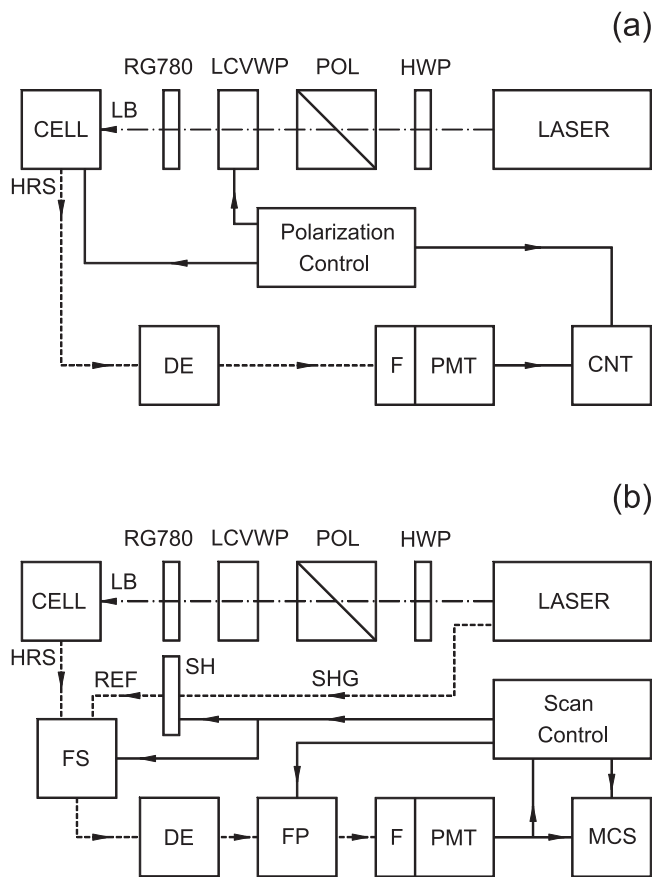 (a)
RG780 LCVWP POL HWP
CELL LB LASER
HRS
Polarization
Control
DE F PMT CNT
(b)
RG780 LCVWP POL HWP
CELL LB LASER
HRS REF SH SHG
Scan
Control
FS
DE FP F PMT MCS